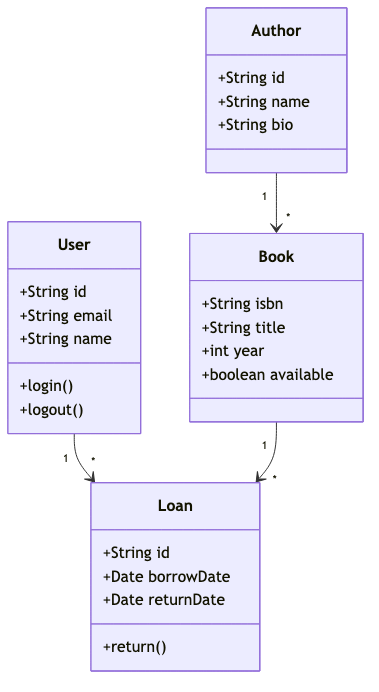 Author
+String id
+String name
+String bio
1
*
User
+String id
+String email
+String name
+login()
+logout()
Book
+String isbn
+String title
+int year
+boolean available
1
*
1
*
Loan
+String id
+Date borrowDate
+Date returnDate
+return()